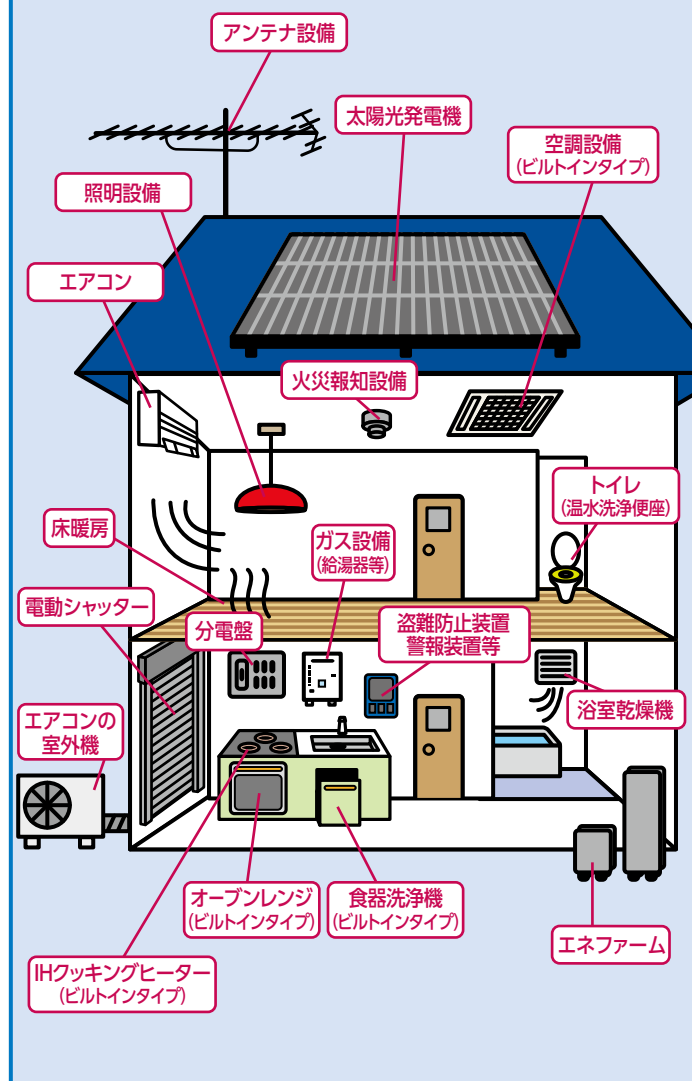 アンテナ設備
太陽光発電機
空調設備
(ビルトインタイプ)
照明設備
エアコン
火災報知設備
トイレ
(温水洗浄便座)
床暖房
ガス設備
(給湯器等)
電動シャッター
分電盤
盗難防止装置
警報装置等
エアコンの
室外機
浴室乾燥機
オーブンレンジ
(ビルトインタイプ)
食器洗浄機
(ビルトインタイプ)
エネファーム
IHクッキングヒーター
(ビルトインタイプ)